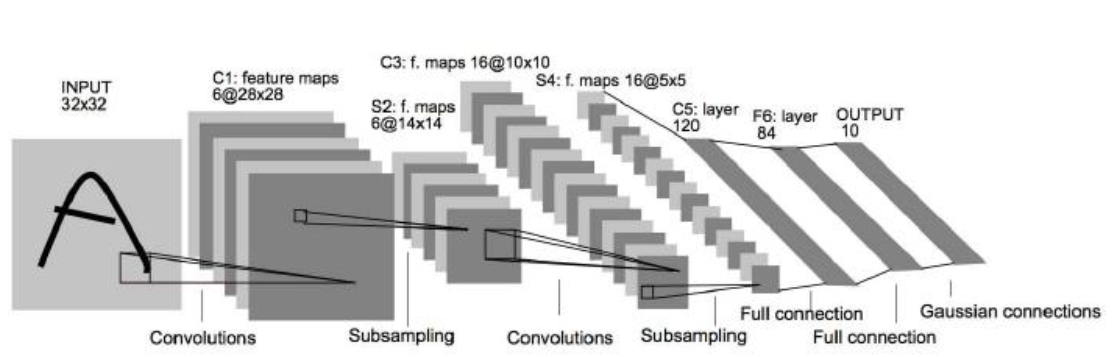 INPUT
32x32
C1: feature maps
6@28x28
S2: f. maps
6@14x14
C3: f. maps 16@10x10
S4: f. maps 16@5x5
C5: layer
120
F6: layer
84
OUTPUT
10
Convolutions
Subsampling
Convolutions
Subsampling
Full connection
Full connection
Gaussian connections